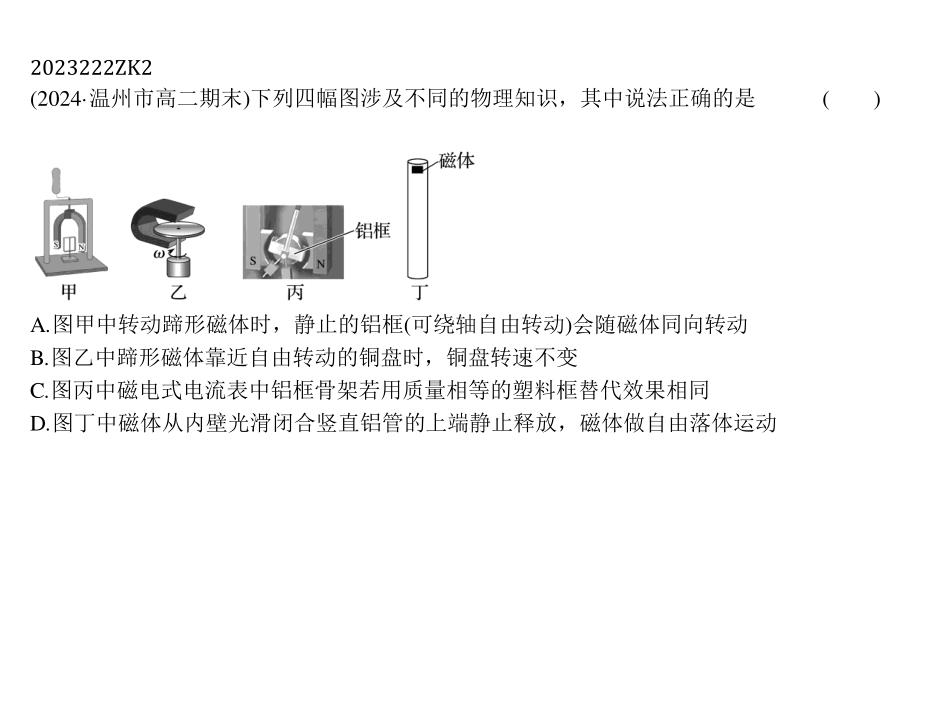 2023222ZK2
(2024·温州市高二期末)下列四幅图涉及不同的物理知识，其中说法正确的是 ( )
磁体
铝框
S N
S N
ω
甲 乙 丙 丁
A.图甲中转动蹄形磁体时，静止的铝框(可绕轴自由转动)会随磁体同向转动
B.图乙中蹄形磁体靠近自由转动的铜盘时，铜盘转速不变
C.图丙中磁电式电流表中铝框骨架若用质量相等的塑料框替代效果相同
D.图丁中磁体从内壁光滑闭合竖直铝管的上端静止释放，磁体做自由落体运动